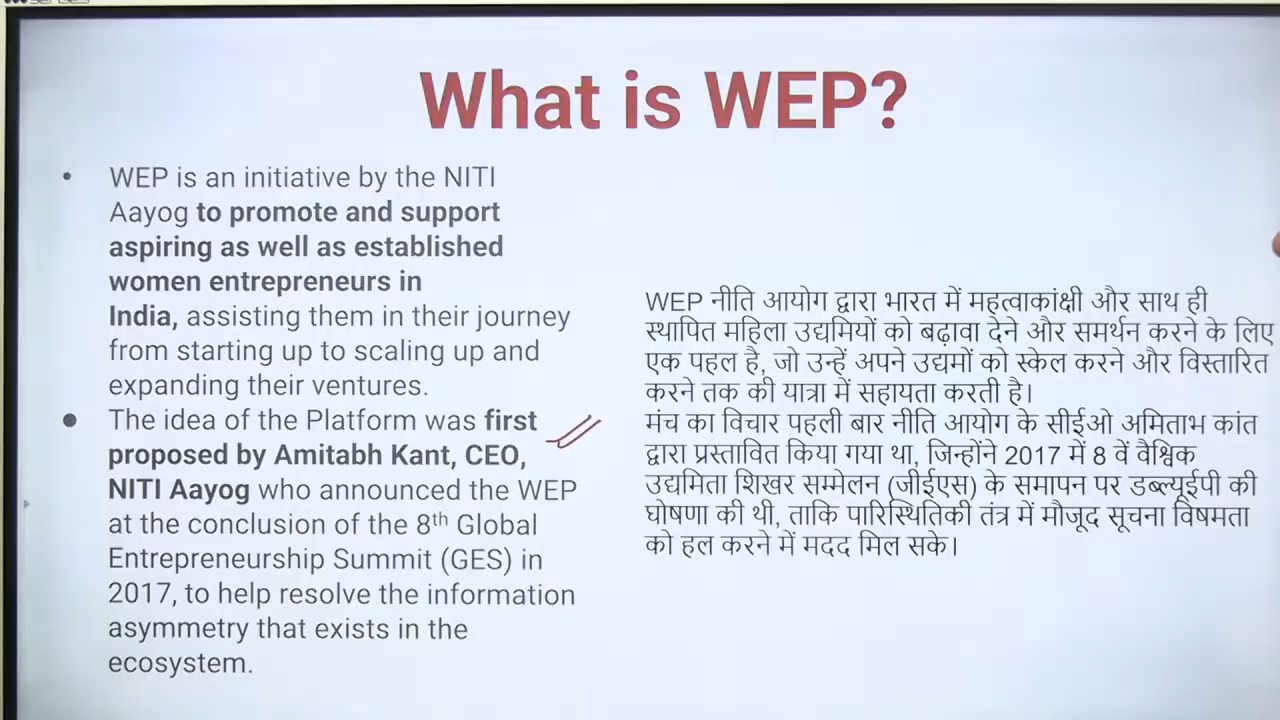 What is WEP?
• WEP is an initiative by the NITI
Aayog to promote and support
aspiring as well as established
women entrepreneurs in
India, assisting them in their journey
from starting up to scaling up and
expanding their ventures.
● The idea of the Platform was first
proposed by Amitabh Kant, CEO,
NITI Aayog who announced the WEP
at the conclusion of the 8th Global
Entrepreneurship Summit (GES) in
2017, to help resolve the information
asymmetry that exists in the
ecosystem.
WEP नीति आयोग द्वारा भारत में महत्वाकांक्षी और साथ ही
स्थापित महिला उद्यमियों को बढ़ावा देने और समर्थन करने के लिए
एक पहल है, जो उन्हें अपने उद्यमों को स्केल करने और विस्तारित
करने तक की यात्रा में सहायता करती है।
मंच का विचार पहली बार नीति आयोग के सीईओ अमिताभ कांत
द्वारा प्रस्तावित किया गया था, जिन्होंने 2017 में 8 वें वैश्विक
उद्यमिता शिखर सम्मेलन (जीईएस) के समापन पर डब्ल्यूईपी की
घोषणा की थी, ताकि पारिस्थितिकी तंत्र में मौजूद सूचना विषमता
को हल करने में मदद मिल सके।